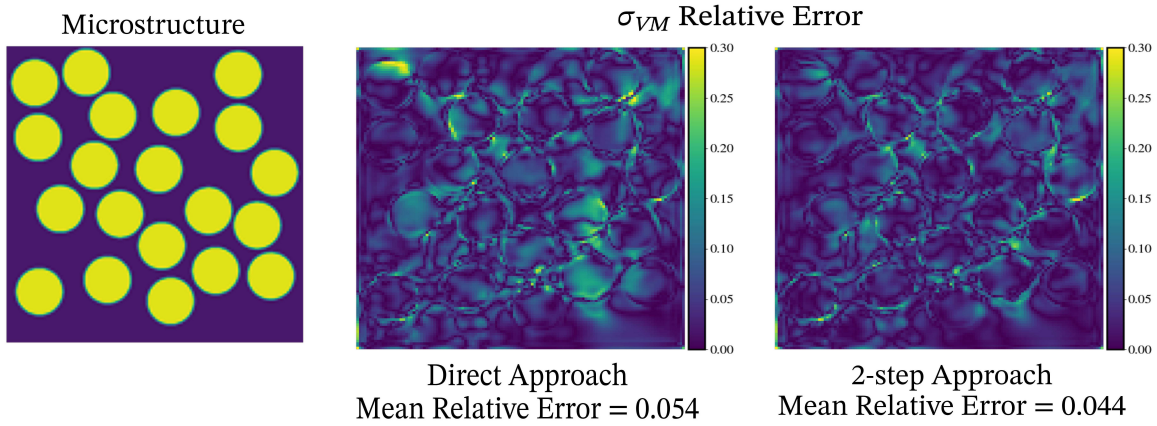 Microstructure
σ_VM Relative Error
0.30
0.25
0.20
0.15
0.10
0.05
0.00
0.30
0.25
0.20
0.15
0.10
0.05
0.00
Direct Approach
Mean Relative Error = 0.054
2-step Approach
Mean Relative Error = 0.044